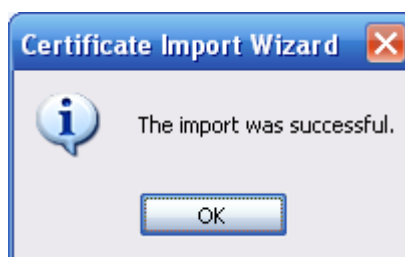 Certificate Import Wizard
The import was successful.
OK